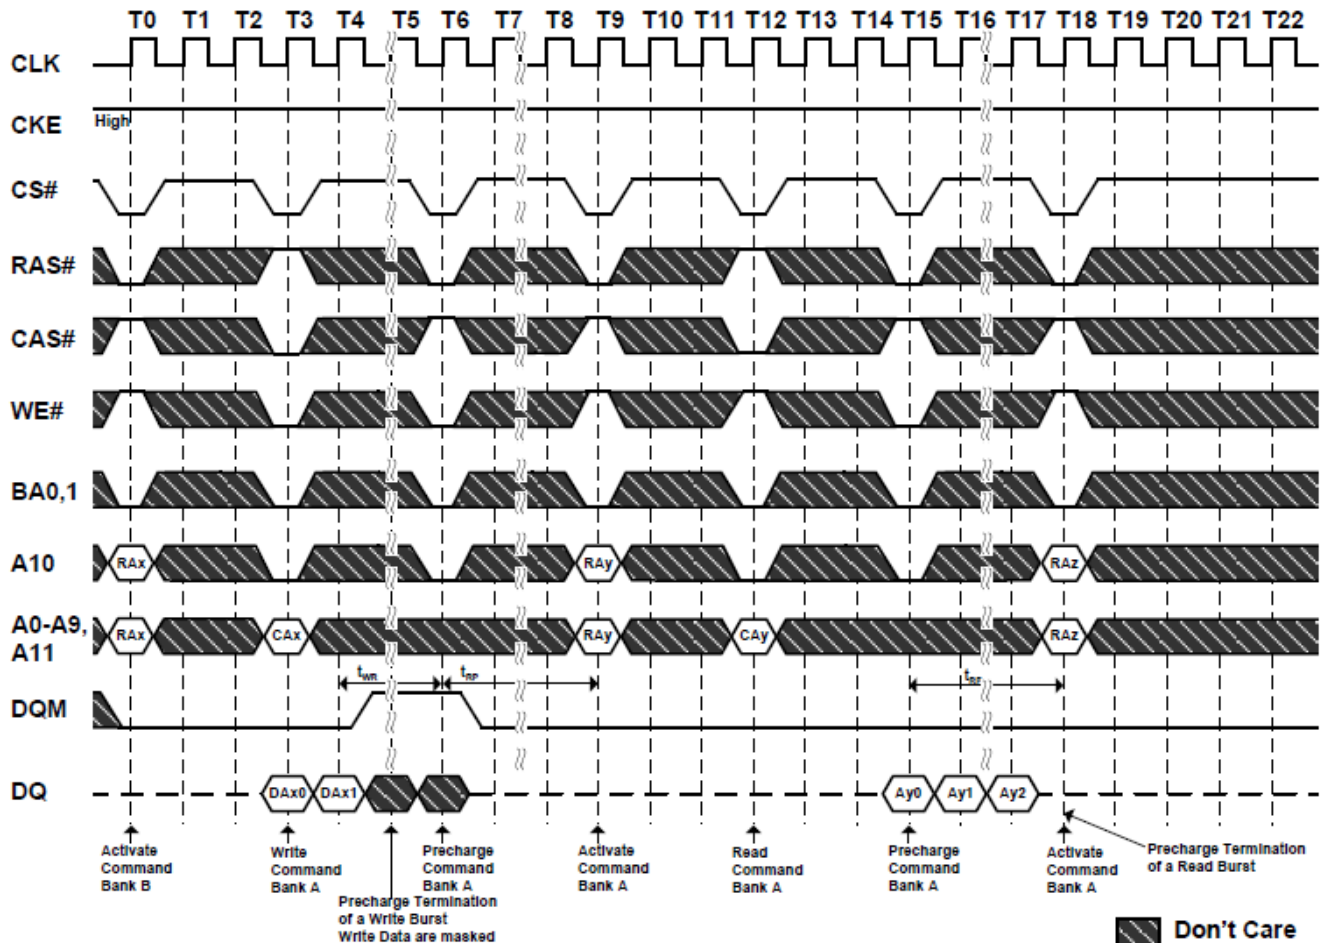 T0 T1 T2 T3 T4 T5 T6 T7 T8 T9 T10 T11 T12 T13 T14 T15 T16 T17 T18 T19 T20 T21 T22
CLK
CKE High
CS#
RAS#
CAS#
WE#
BA0,1
A10 RAx RAy RAz
A0-A9,
A11 RAx CAx RAy CAy RAz
tWR tRP
DQM
DQ DAx0 DAx1 Ay0 Ay1 Ay2
Activate
Command
Bank B
Write
Command
Bank A
Precharge
Command
Bank A
Activate
Command
Bank A
Read
Command
Bank A
Precharge
Command
Bank A
Activate
Command
Bank A
Precharge Termination
of a Read Burst
Precharge Termination
of a Write Burst
Write Data are masked
Don't Care